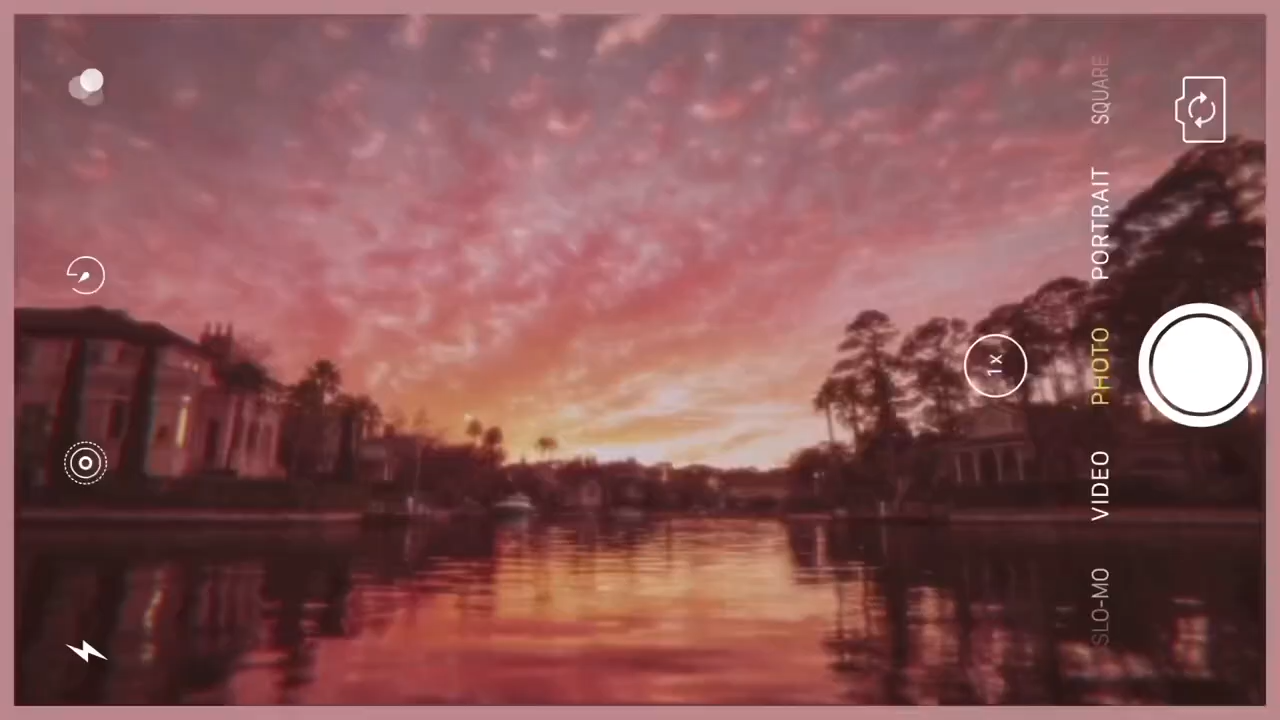 SLO-MO
VIDEO
PHOTO
PORTRAIT
SQUARE
1X